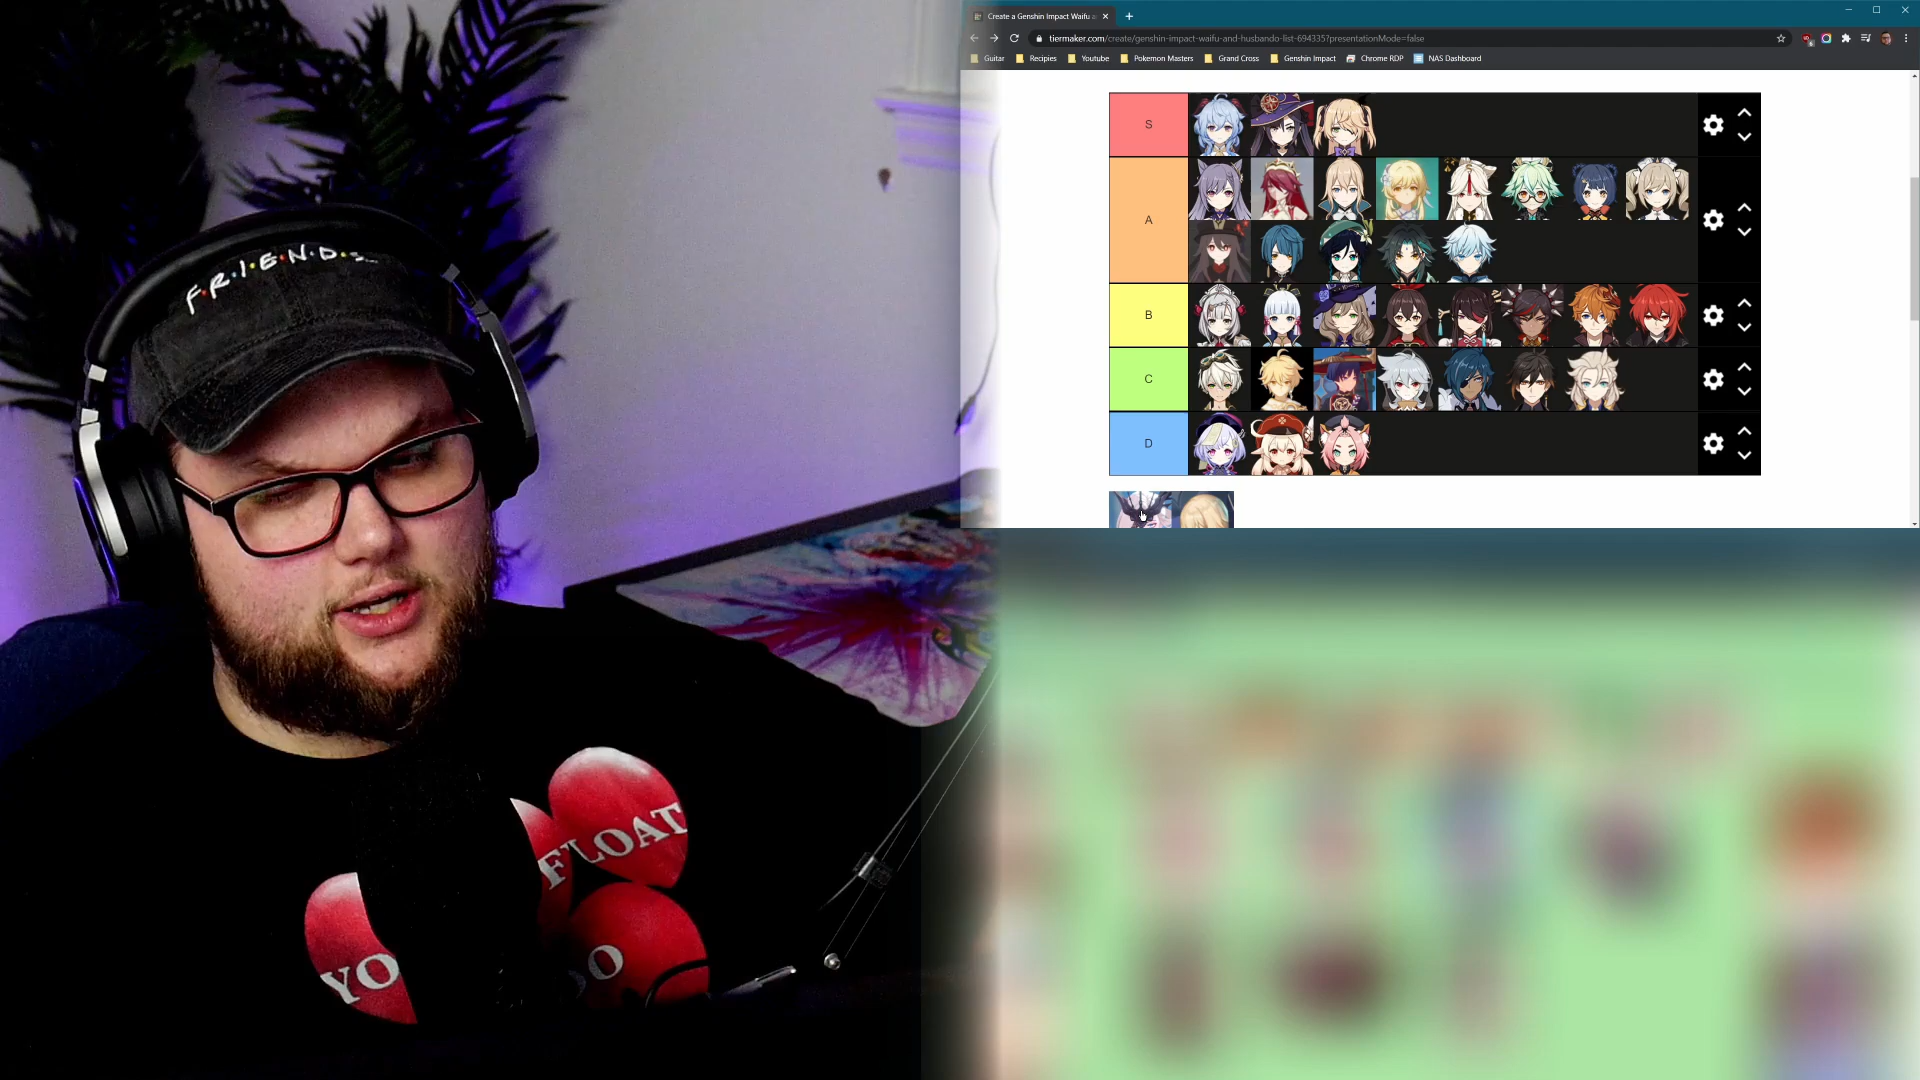 Create a Genshin Impact Waifu a
tiermaker.com/create/genshin-impact-waifu-and-husbando-list-694335?presentationMode=false
Guitar Recipies Youtube Pokemon Masters Grand Cross Genshin Impact Chrome RDP NAS Dashboard
S
A
B
C
D
F.R.I.E.N.D.S
FLOAT
YO
O